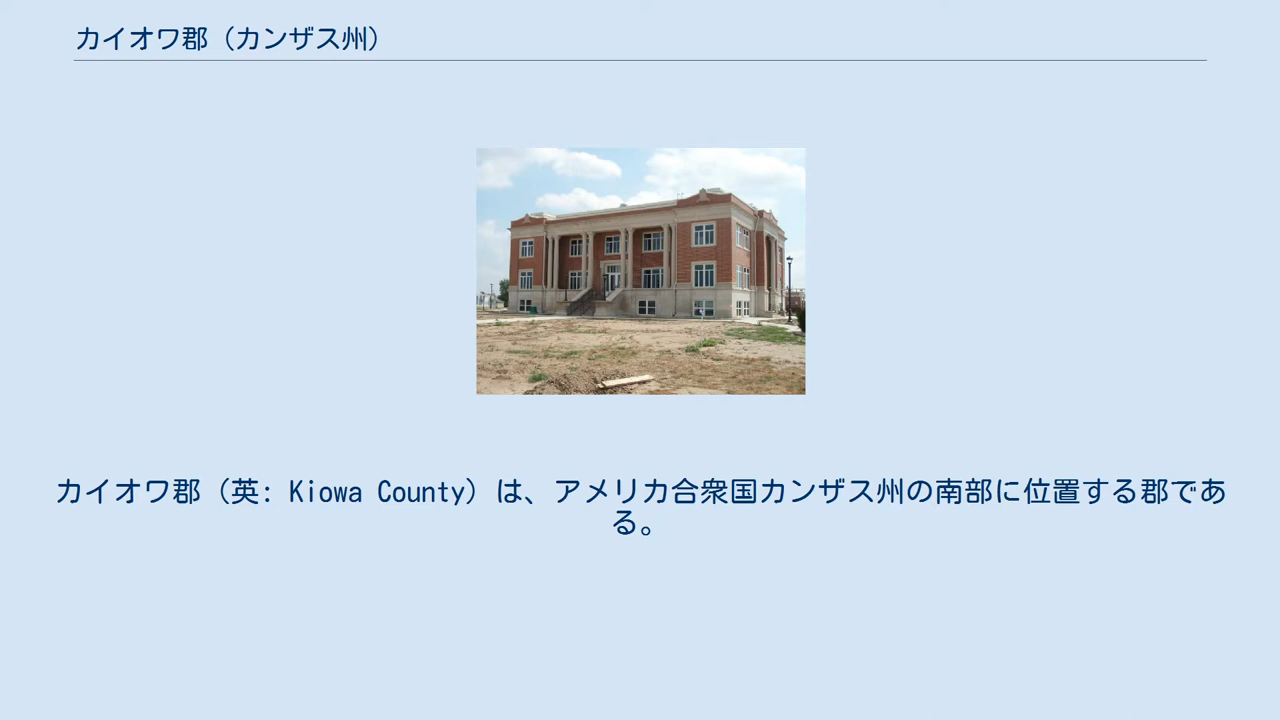 カイオワ郡（カンザス州）
カイオワ郡（英: Kiowa County）は、アメリカ合衆国カンザス州の南部に位置する郡であ
る。